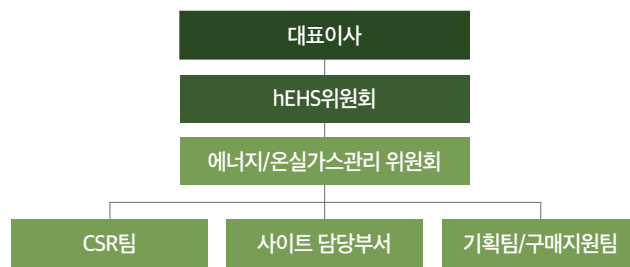 대표이사
hEHS위원회
에너지/온실가스관리 위원회
CSR팀
사이트 담당부서
기획팀/구매지원팀